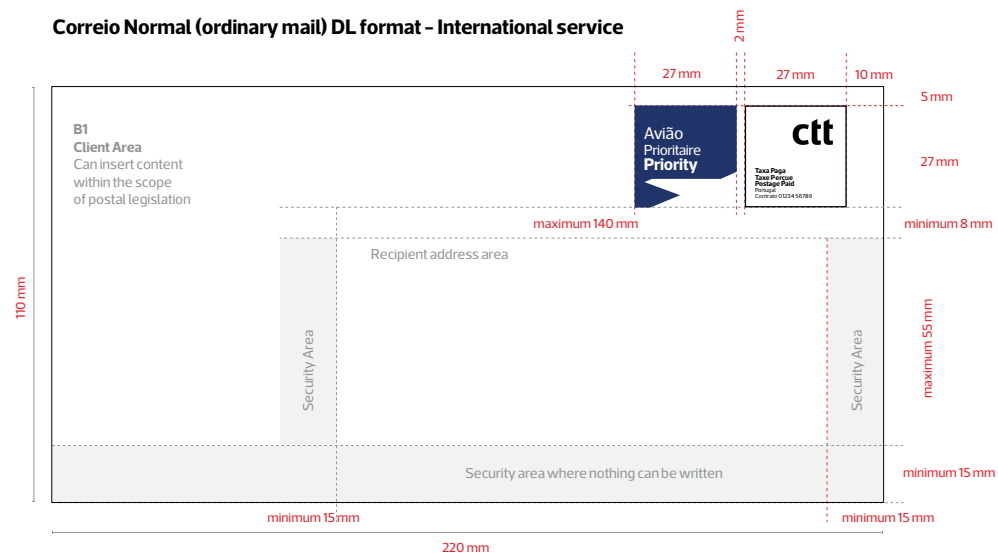 Correio Normal (ordinary mail) DL format – International service
2 mm
27 mm
27 mm
10 mm
5 mm
B1
Client Area
Can insert content
within the scope
of postal legislation
Avião
Prioritaire
Priority
ctt
Taxa Paga
Taxe Perçue
Postage Paid
Portugal
Contrato 0123456789
27 mm
maximum 140 mm
minimum 8 mm
Recipient address area
110 mm
Security Area
Security Area
maximum 55 mm
Security area where nothing can be written
minimum 15 mm
minimum 15 mm
minimum 15 mm
220 mm